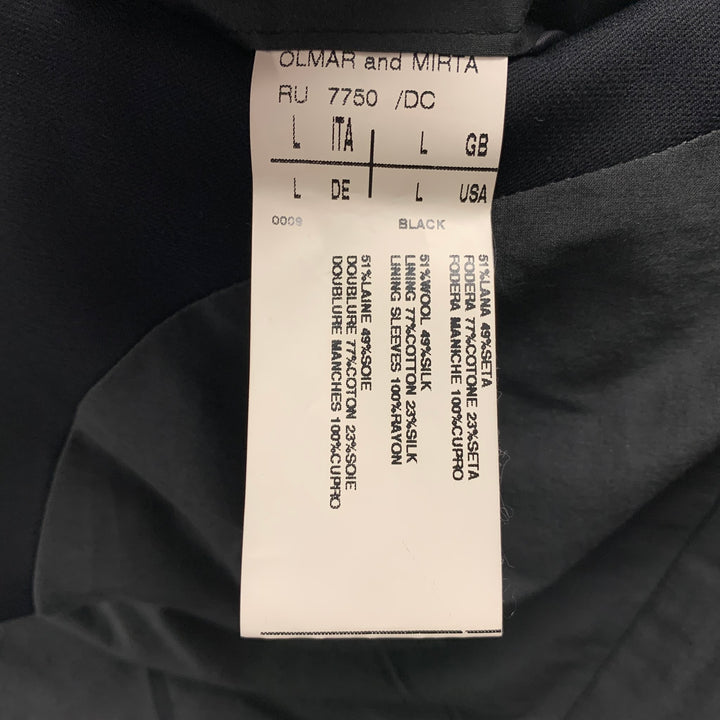 OLMAR and MIRTA
RU 7750 /DC
L ITA L GB
L DE L USA
0009 BLACK
51%LANA 49%SETA
FODERA 77%COTONE 23%SETA
FODERA MANICHE 100%CUPRO
51%WOOL 49%SILK
LINING 77%COTTON 23%SILK
LINING SLEEVES 100%RAYON
51%LAINE 49%SOIE
DOUBLURE 77%COTON 23%SOIE
DOUBLURE MANCHES 100%CUPRO